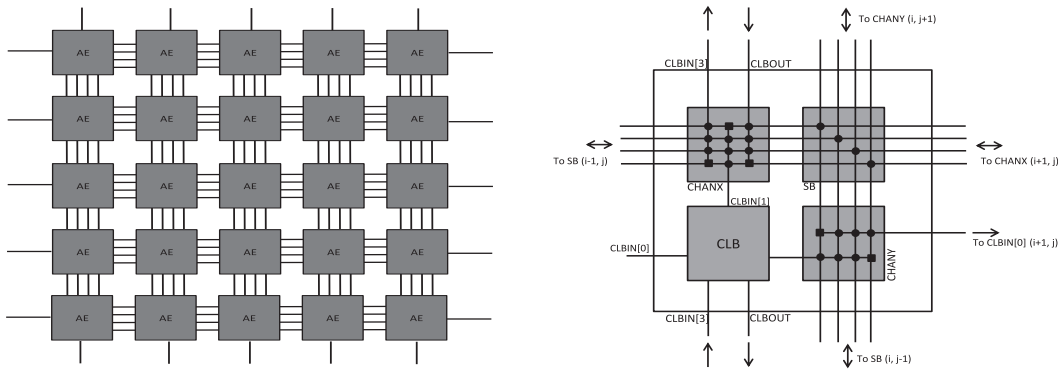 AE AE AE AE AE
AE AE AE AE AE
AE AE AE AE AE
AE AE AE AE AE
AE AE AE AE AE
To CHANY (i, j+1)
CLBIN[3]
CLBOUT
To SB (i-1, j)
To CHANX (i+1, j)
CHANX
SB
CLBIN[1]
CLBIN[0]
CLB
To CLBIN[0] (i+1, j)
CHANY
CLBIN[3]
CLBOUT
To SB (i, j-1)